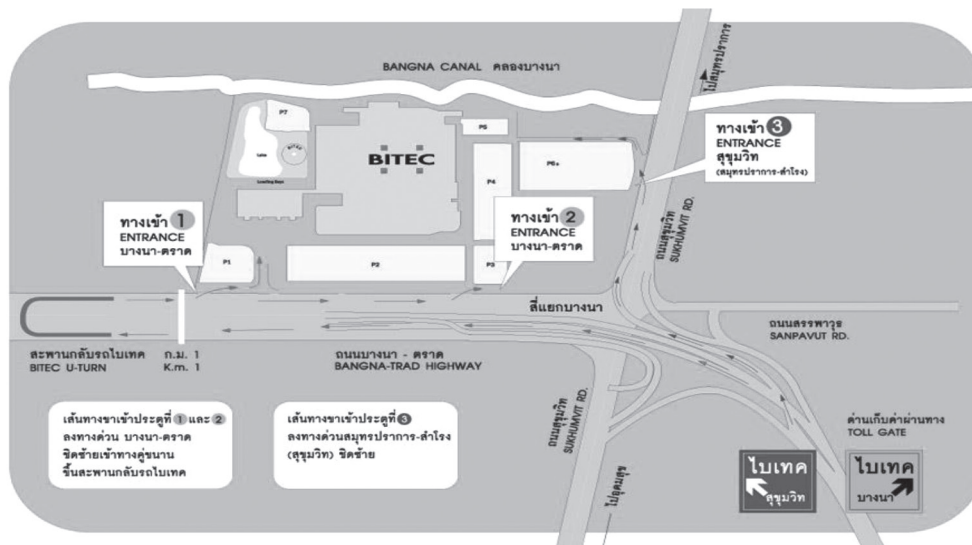 BANGNA CANAL คลองบางนา
ไปสมุทรปราการ
ทางเข้า 3
ENTRANCE
สุขุมวิท
(สมุทรปราการ-สำโรง)
P7
Lake
BITEC
Loading Dock
P5
P6+
P4
ทางเข้า 1
ENTRANCE
บางนา-ตราด
ทางเข้า 2
ENTRANCE
บางนา-ตราด
P1
P2
P3
ถนนสุขุมวิท
SUKHUMVIT RD.
สี่แยกบางนา
ถนนสรรพาวุธ
SANPAVUT RD.
สะพานกลับรถไบเทค
BITEC U-TURN
ก.ม. 1
K.m. 1
ถนนบางนา - ตราด
BANGNA-TRAD HIGHWAY
ถนนสุขุมวิท
SUKHUMVIT RD.
ไปอุดมสุข
เส้นทางขาเข้าประตูที่ 1 และ 2
ลงทางด่วน บางนา-ตราด
ชิดซ้ายเข้าทางคู่ขนาน
ขึ้นสะพานกลับรถไบเทค
เส้นทางขาเข้าประตูที่ 3
ลงทางด่วนสมุทรปราการ-สำโรง
(สุขุมวิท) ชิดซ้าย
ด่านเก็บค่าผ่านทาง
TOLL GATE
ไบเทค
สุขุมวิท
ไบเทค
บางนา